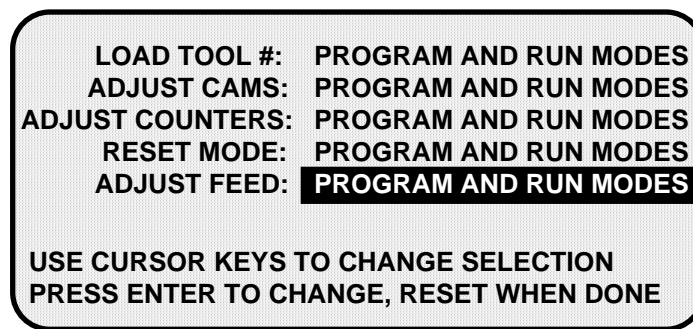 LOAD TOOL #: PROGRAM AND RUN MODES
ADJUST CAMS: PROGRAM AND RUN MODES
ADJUST COUNTERS: PROGRAM AND RUN MODES
RESET MODE: PROGRAM AND RUN MODES
ADJUST FEED: PROGRAM AND RUN MODES
USE CURSOR KEYS TO CHANGE SELECTION
PRESS ENTER TO CHANGE, RESET WHEN DONE